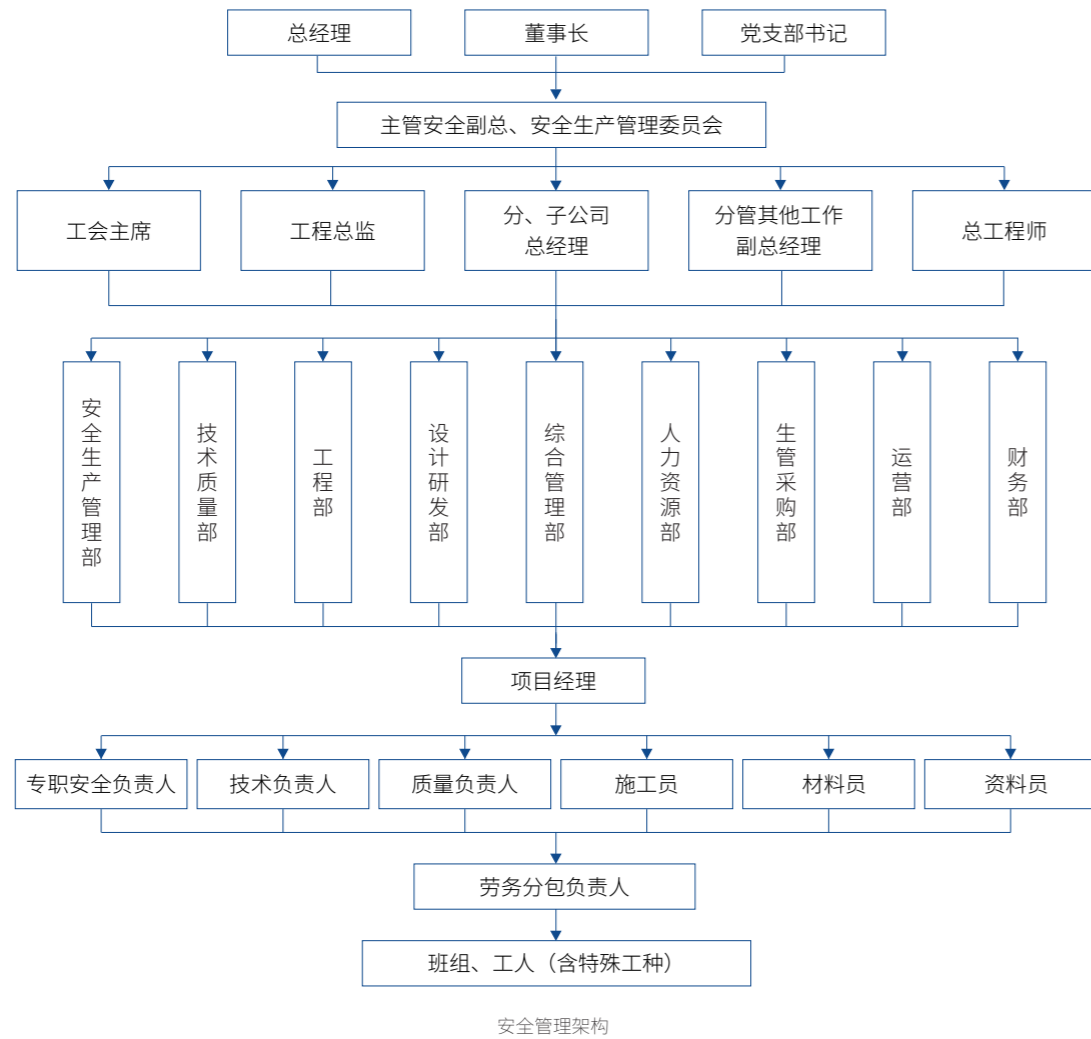 总经理
董事长
党支部书记
主管安全副总、安全生产管理委员会
工会主席
工程总监
分、子公司
总经理
分管其他工作
副总经理
总工程师
安全生产管理部
技术质量部
工程部
设计研发部
综合管理部
人力资源部
生管采购部
运营部
财务部
项目经理
专职安全负责人
技术负责人
质量负责人
施工员
材料员
资料员
劳务分包负责人
班组、工人（含特殊工种）
安全管理架构